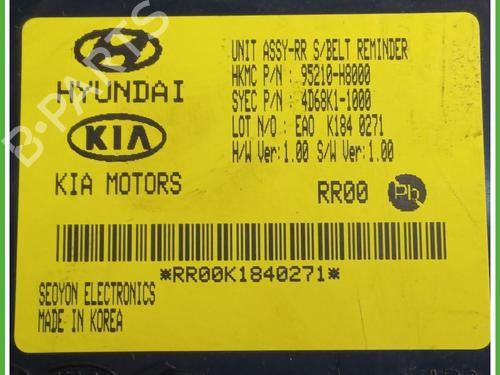 HYUNDAI
KIA
KIA MOTORS
UNIT ASSY-RR S/BELT REMINDER
HKMC P/N : 95210-H8000
SYEC P/N : 4D68K1-1000
LOT N/O : EAO K184 0271
H/W Ver:1.00 S/W Ver:1.00
RR00 Pb
*RR00K1840271*
SEOYON ELECTRONICS
MADE IN KOREA
B-PARTS